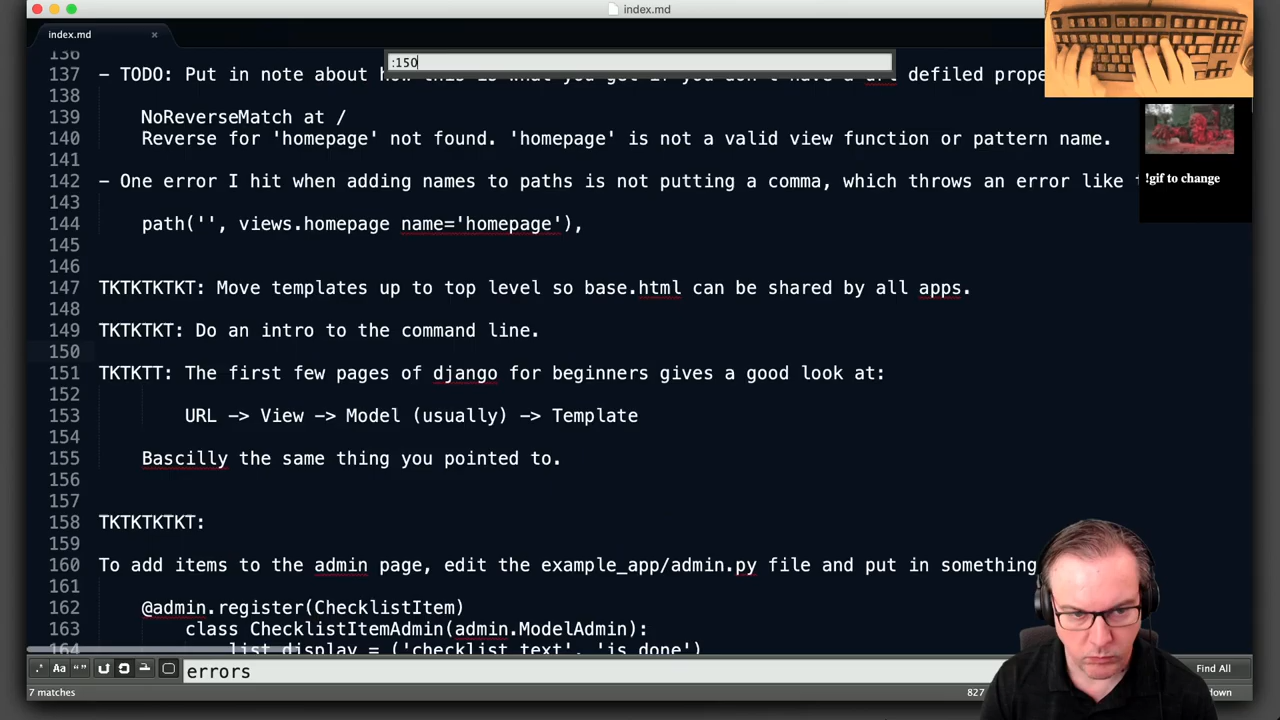 index.md
index.md ×
:150
136
137 - TODO: Put in note about how this is what you get if you don't have a url defiled prope
138
139 NoReverseMatch at /
140 Reverse for 'homepage' not found. 'homepage' is not a valid view function or pattern name.
141
142 - One error I hit when adding names to paths is not putting a comma, which throws an error like
143
144 path('', views.homepage name='homepage'),
145
146
147 TKTKTKTKT: Move templates up to top level so base.html can be shared by all apps.
148
149 TKTKTKT: Do an intro to the command line.
150
151 TKTKTT: The first few pages of django for beginners gives a good look at:
152
153 URL -> View -> Model (usually) -> Template
154
155 Bascilly the same thing you pointed to.
156
157
158 TKTKTKTKT:
159
160 To add items to the admin page, edit the example_app/admin.py file and put in something
161
162 @admin.register(ChecklistItem)
163 class ChecklistItemAdmin(admin.ModelAdmin):
164 list_display = ('checklist_text', 'is_done')
!gif to change
.* Aa “ ” errors Find All
7 matches 827 down